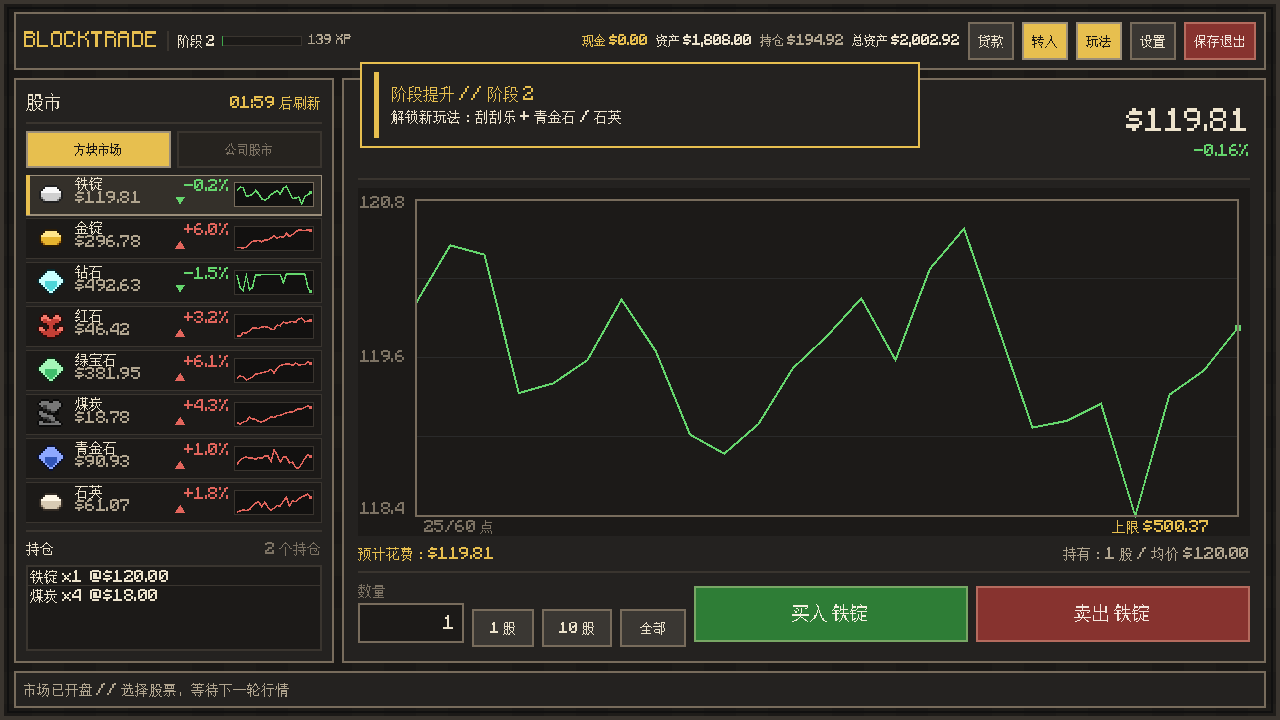 BLOCKTRADE 阶段 2 139 XP 现金 $0.00 资产 $1,808.00 持仓 $194.92 总资产 $2,002.92 贷款 转入 玩法 设置 保存退出
阶段提升 // 阶段 2
解锁新玩法：刮刮乐 + 青金石 / 石英
股市 01:59 后刷新
方块市场 公司股市
铁锭 $119.81 -0.2%
金锭 $296.78 +6.0%
钻石 $492.63 -1.5%
红石 $46.42 +3.2%
绿宝石 $331.95 +6.1%
煤炭 $18.78 +4.3%
青金石 $90.93 +1.0%
石英 $61.07 +1.8%
持仓 2 个持仓
铁锭 x1 @$120.00
煤炭 x4 @$18.00
$119.81
-0.16%
120.8
119.6
118.4
25/60 点 上限 $500.37
预计花费：$119.81 持有：1 股 / 均价 $120.00
数量
1 1 股 10 股 全部 买入 铁锭 卖出 铁锭
市场已开盘 // 选择股票，等待下一轮行情